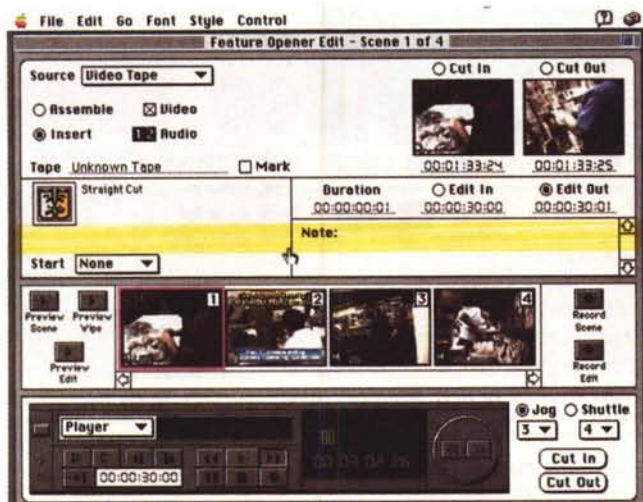 File Edit Go Font Style Control
Feature Opener Edit - Scene 1 of 4
Source Video Tape
Cut In Cut Out
Assemble Video
Insert 1 2 Audio
Tape Unknown Tape Mark
00:01:33:24 00:01:33:25
Straight Cut
Duration Edit In Edit Out
00:00:00:01 00:00:30:00 00:00:30:01
Note:
Start None
1 2 3 4
Preview Scene
Preview Wipe
Preview Edit
Record Scene
Record Edit
Player
Jog Shuttle
3 4
00:00:30:00
Cut In
Cut Out